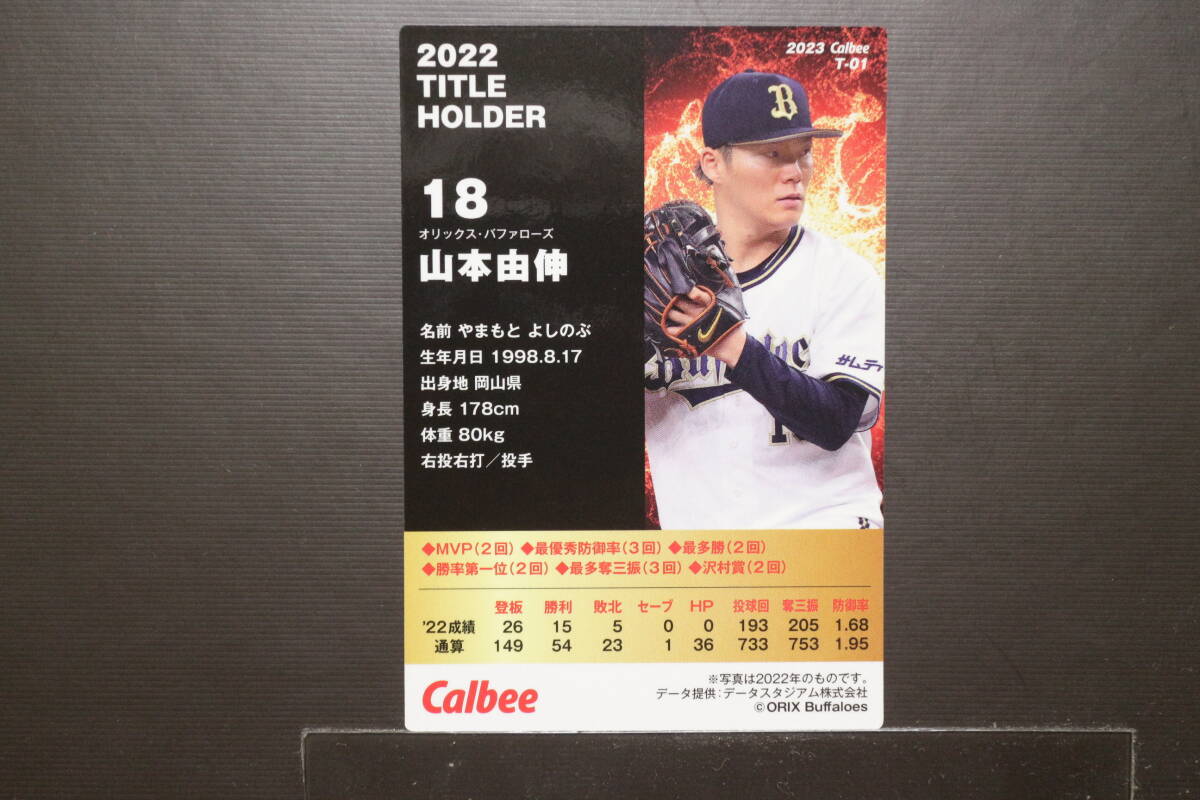 2022
TITLE
HOLDER
2023 Calbee
T-01
18
オリックス・バファローズ
山本由伸
名前 やまもと よしのぶ
生年月日 1998.8.17
出身地 岡山県
身長 178cm
体重 80kg
右投右打／投手
B
サムティ
◆MVP(2回) ◆最優秀防御率(3回) ◆最多勝(2回)
◆勝率第一位(2回) ◆最多奪三振(3回) ◆沢村賞(2回)
登板 勝利 敗北 セーブ HP 投球回 奪三振 防御率
'22成績 26 15 5 0 0 193 205 1.68
通算 149 54 23 1 36 733 753 1.95
Calbee
※写真は2022年のものです。
データ提供：データスタジアム株式会社
©ORIX Buffaloes